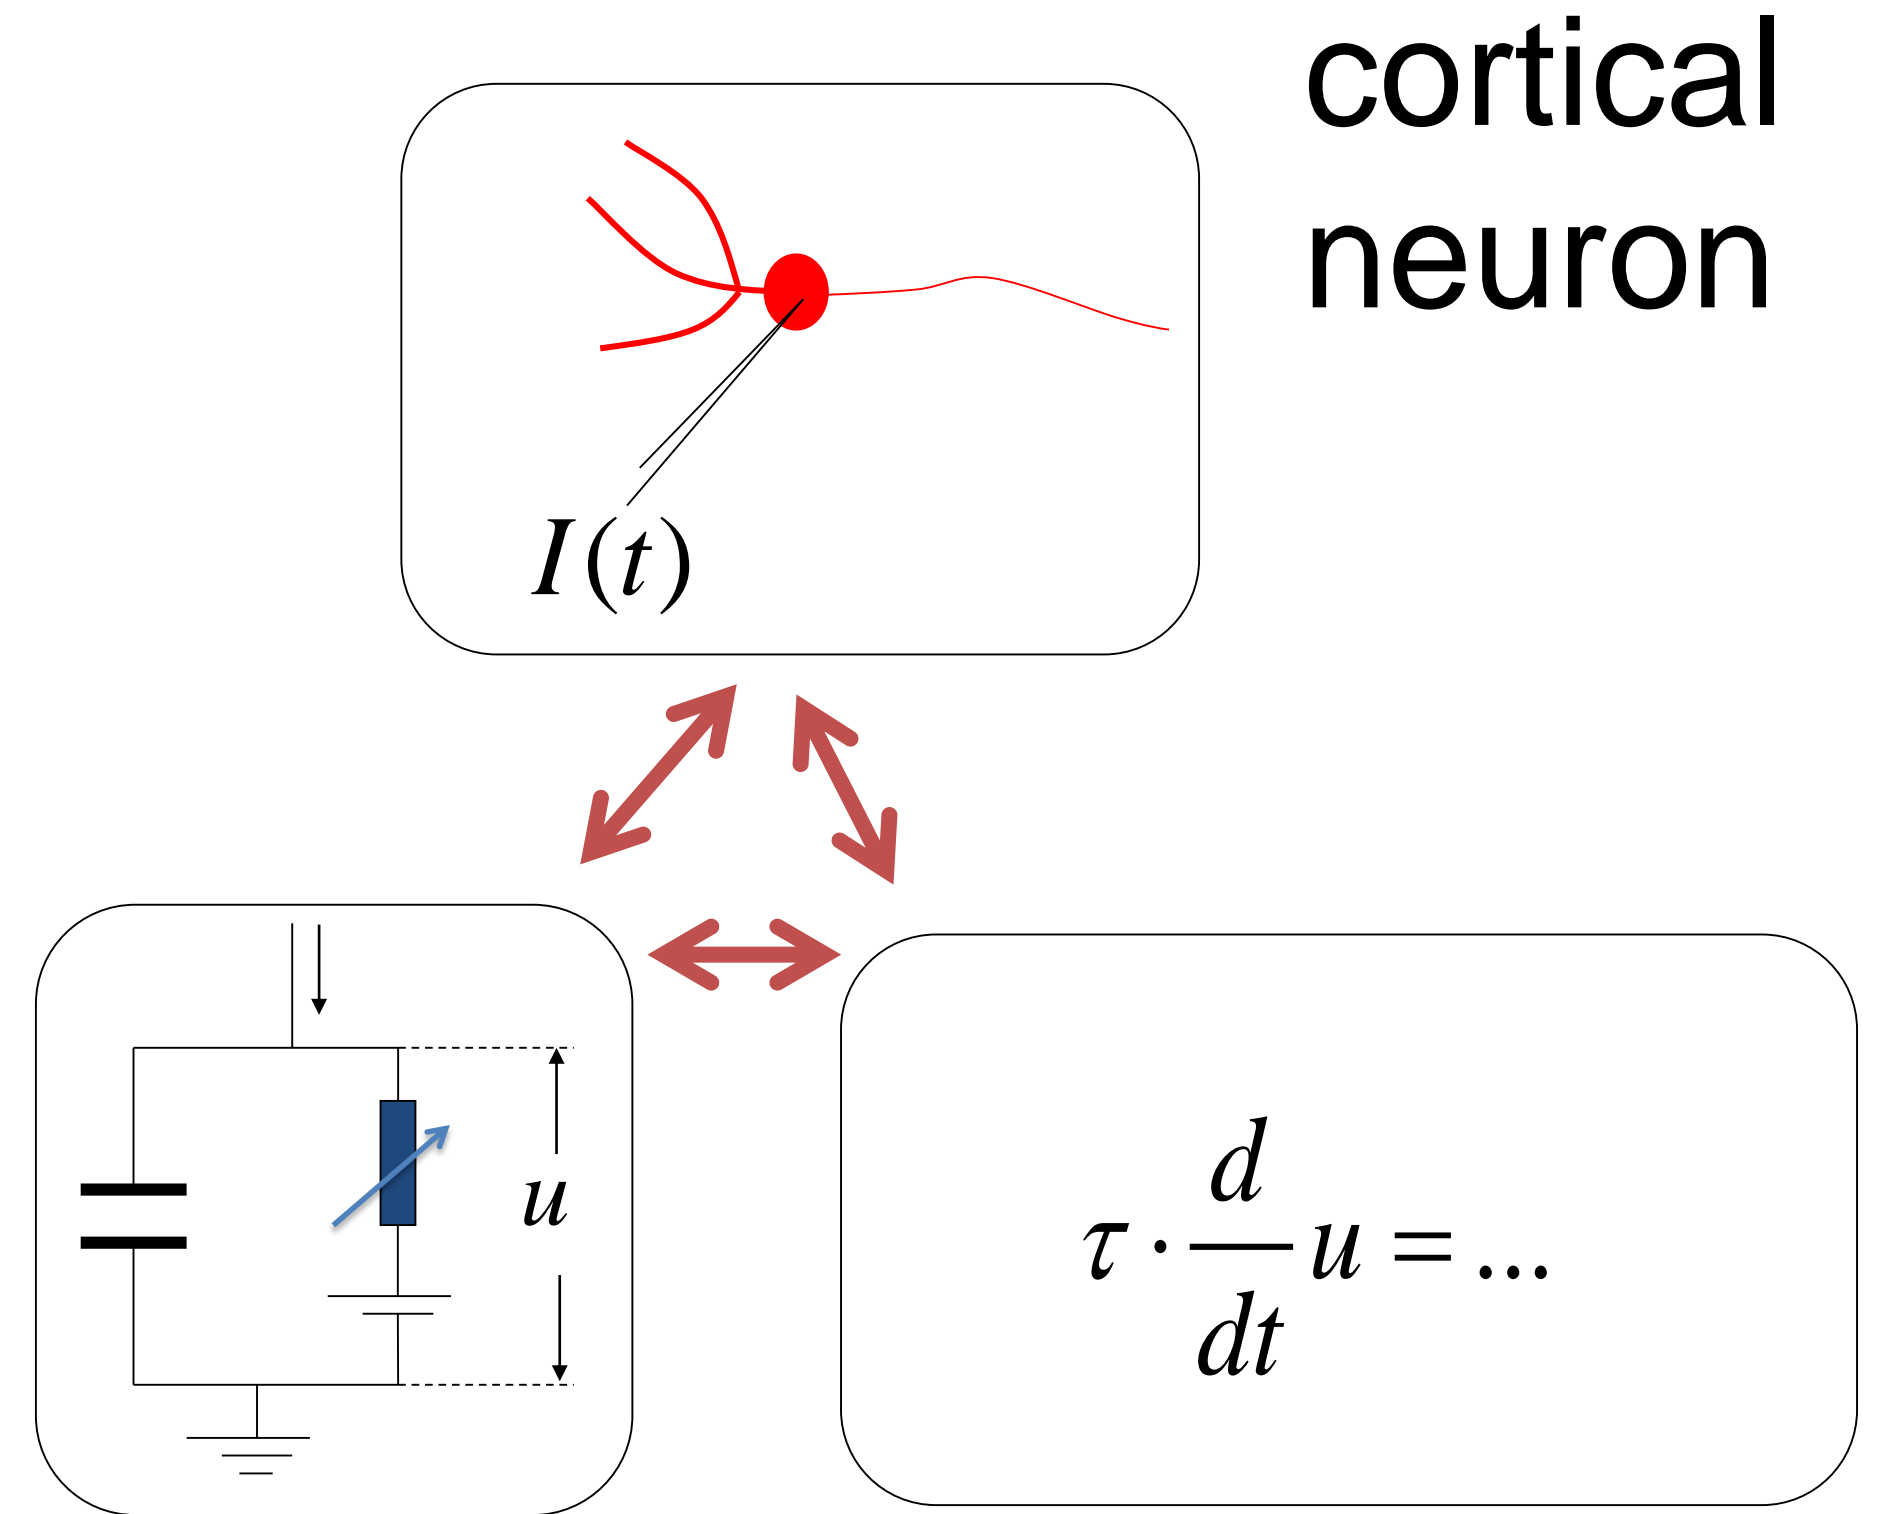 cortical
neuron
I(t)
u
τ · d/dt u = ...